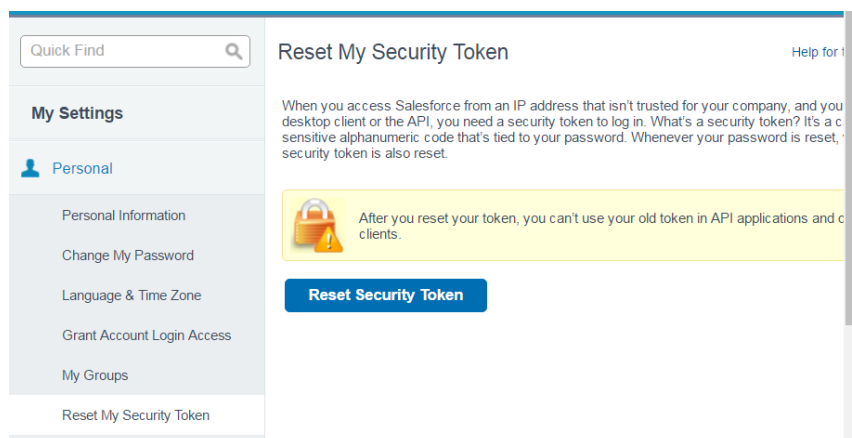 Quick Find
My Settings
Personal
Personal Information
Change My Password
Language & Time Zone
Grant Account Login Access
My Groups
Reset My Security Token
Reset My Security Token
Help for
When you access Salesforce from an IP address that isn't trusted for your company, and you
desktop client or the API, you need a security token to log in. What's a security token? It's a
sensitive alphanumeric code that's tied to your password. Whenever your password is reset,
security token is also reset.
After you reset your token, you can't use your old token in API applications and
clients.
Reset Security Token